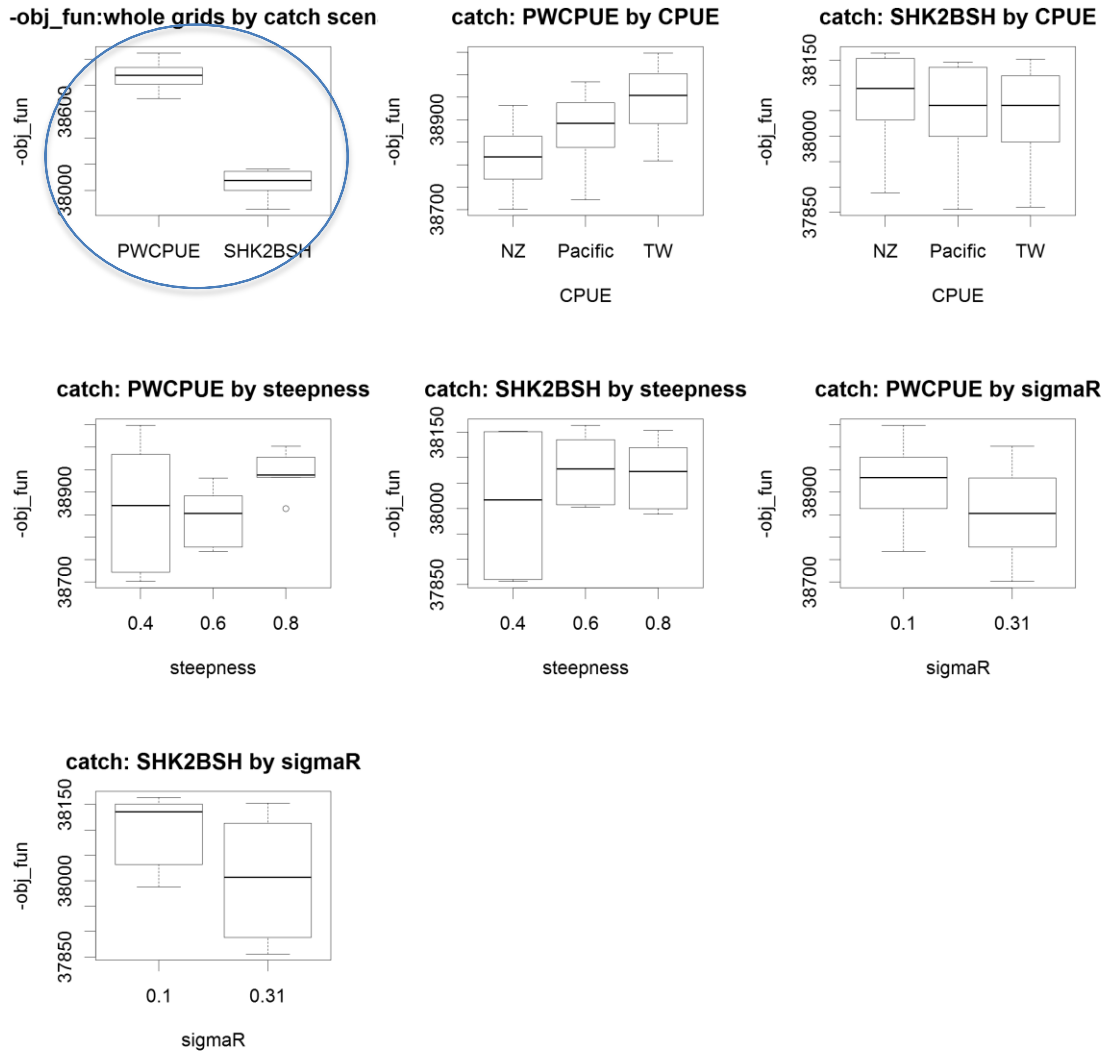 -obj_fun:whole grids by catch scen
-obj_fun
38000
38600
PWCPUE SHK2BSH
catch: PWCPUE by CPUE
-obj_fun
38700
38900
NZ Pacific TW
CPUE
catch: SHK2BSH by CPUE
-obj_fun
37850
38000
38150
NZ Pacific TW
CPUE
catch: PWCPUE by steepness
-obj_fun
38700
38900
0.4 0.6 0.8
steepness
catch: SHK2BSH by steepness
-obj_fun
37850
38000
38150
0.4 0.6 0.8
steepness
catch: PWCPUE by sigmaR
-obj_fun
38700
38900
0.1 0.31
sigmaR
catch: SHK2BSH by sigmaR
-obj_fun
37850
38000
38150
0.1 0.31
sigmaR